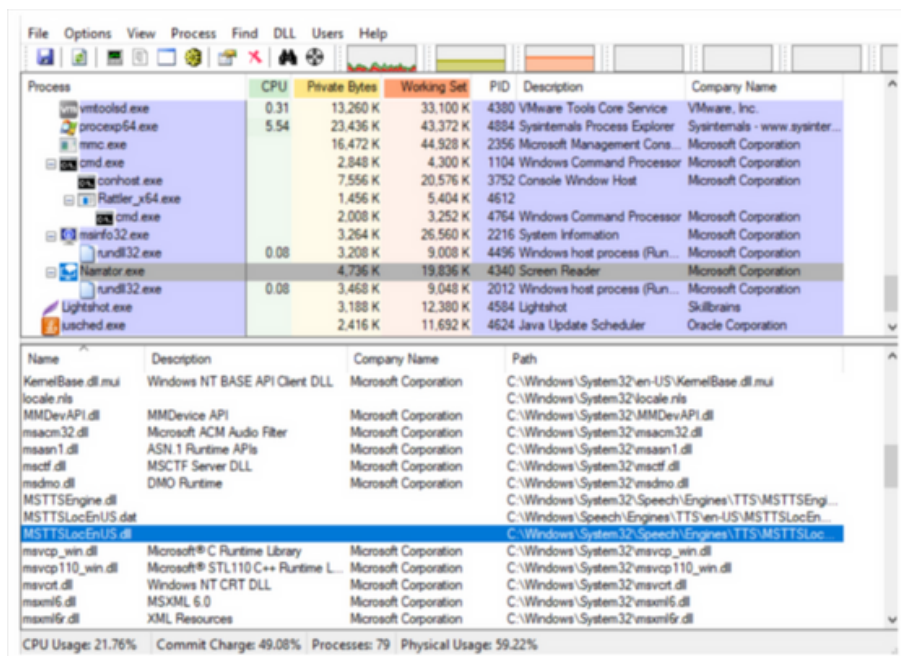 File Options View Process Find DLL Users Help
Process CPU Private Bytes Working Set PID Description Company Name
vmtoolsd.exe 0.31 13,260 K 33,100 K 4380 VMware Tools Core Service VMware, Inc.
procexp64.exe 5.54 23,436 K 43,372 K 4884 Sysinternals Process Explorer Sysinternals - www.sysinter...
mmc.exe 16,472 K 44,928 K 2356 Microsoft Management Cons... Microsoft Corporation
cmd.exe 2,848 K 4,300 K 1104 Windows Command Processor Microsoft Corporation
conhost.exe 7,556 K 20,576 K 3752 Console Window Host Microsoft Corporation
Rattler_x64.exe 1,456 K 5,404 K 4612
cmd.exe 2,008 K 3,252 K 4764 Windows Command Processor Microsoft Corporation
msinfo32.exe 3,264 K 26,560 K 2216 System Information Microsoft Corporation
rundll32.exe 0.08 3,208 K 9,008 K 4496 Windows host process (Run... Microsoft Corporation
Narrator.exe 4,736 K 19,836 K 4340 Screen Reader Microsoft Corporation
rundll32.exe 0.08 3,468 K 9,048 K 2012 Windows host process (Run... Microsoft Corporation
Lightshot.exe 3,188 K 12,380 K 4584 Lightshot Skillbrains
jusched.exe 2,416 K 11,692 K 4624 Java Update Scheduler Oracle Corporation
Name Description Company Name Path
KernelBase.dll.mui Windows NT BASE API Client DLL Microsoft Corporation C:\Windows\System32\en-US\KernelBase.dll.mui
locale.nls C:\Windows\System32\locale.nls
MMDevAPI.dll MMDevice API Microsoft Corporation C:\Windows\System32\MMDevAPI.dll
msacm32.dll Microsoft ACM Audio Filter Microsoft Corporation C:\Windows\System32\msacm32.dll
msasn1.dll ASN.1 Runtime APIs Microsoft Corporation C:\Windows\System32\msasn1.dll
msctf.dll MSCTF Server DLL Microsoft Corporation C:\Windows\System32\msctf.dll
msdmo.dll DMO Runtime Microsoft Corporation C:\Windows\System32\msdmo.dll
MSTTSEngine.dll C:\Windows\System32\Speech\Engines\TTS\MSTTSEngi...
MSTTSLocEnUS.dat C:\Windows\Speech\Engines\TTS\en-US\MSTTSLocEn...
MSTTSLocEnUS.dll C:\Windows\System32\Speech\Engines\TTS\MSTTSLoc...
msvcp_win.dll Microsoft® C Runtime Library Microsoft Corporation C:\Windows\System32\msvcp_win.dll
msvcp110_win.dll Microsoft® STL110 C++ Runtime L... Microsoft Corporation C:\Windows\System32\msvcp110_win.dll
msvcrt.dll Windows NT CRT DLL Microsoft Corporation C:\Windows\System32\msvcrt.dll
msxml6.dll MSXML 6.0 Microsoft Corporation C:\Windows\System32\msxml6.dll
msxml6r.dll XML Resources Microsoft Corporation C:\Windows\System32\msxml6r.dll
CPU Usage: 21.76% Commit Charge: 49.08% Processes: 79 Physical Usage: 59.22%